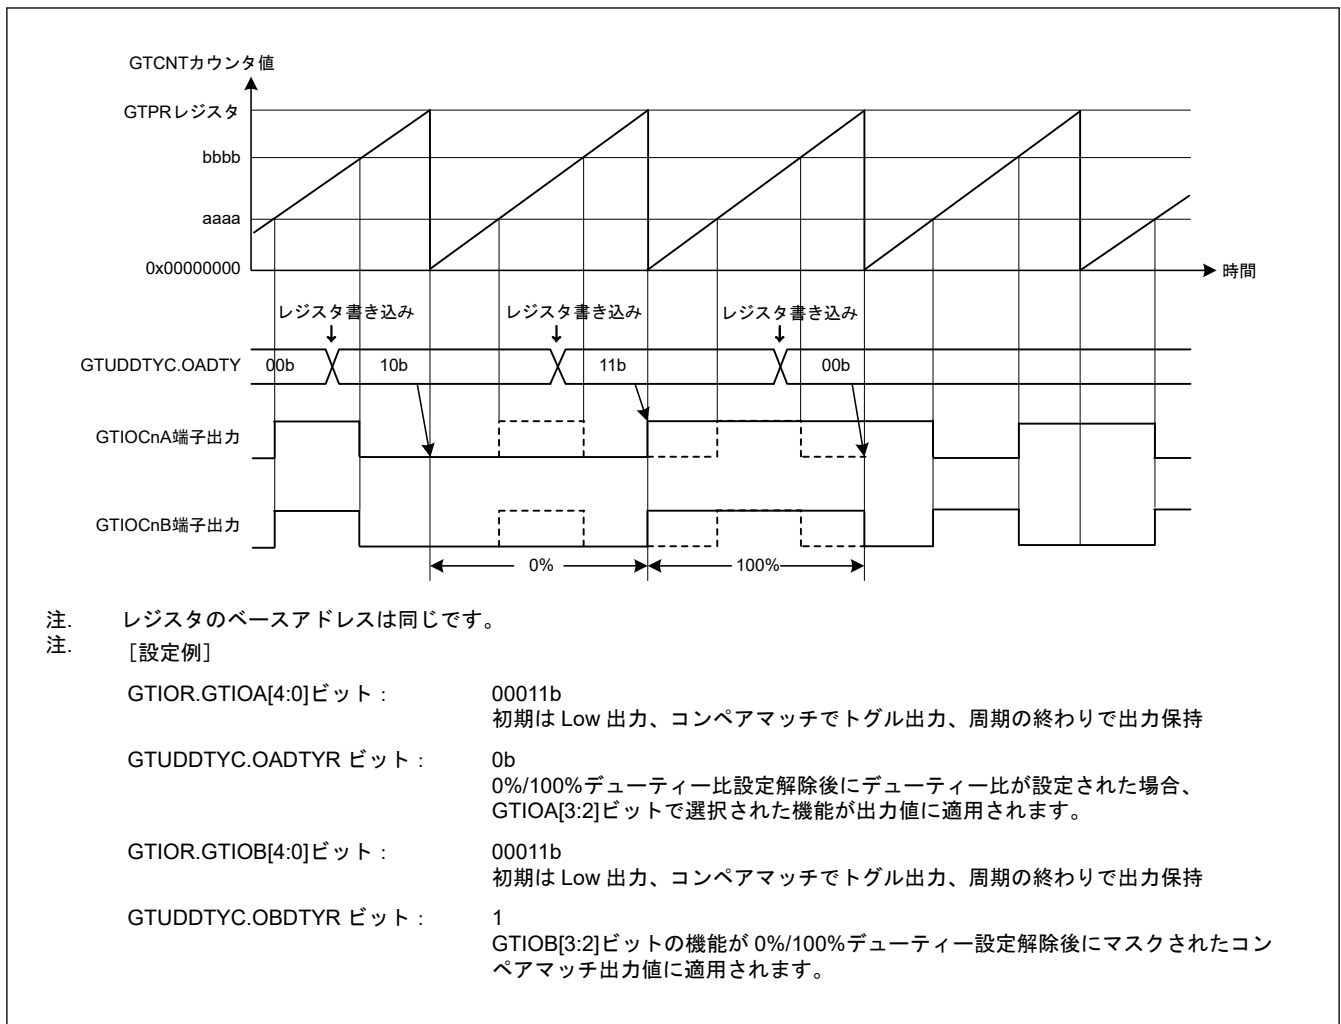 GTCNTカウンタ値
GTPRレジスタ
bbbb
aaaa
0x00000000
時間
レジスタ書き込み レジスタ書き込み レジスタ書き込み
GTUDDTYC.OADTY 00b 10b 11b 00b
GTIOCnA端子出力
GTIOCnB端子出力
0% 100%
注. レジスタのベースアドレスは同じです。
注. [設定例]
GTIOR.GTIOA[4:0]ビット： 00011b
初期は Low 出力、コンペアマッチでトグル出力、周期の終わりで出力保持
GTUDDTYC.OADTYR ビット： 0b
0%/100%デューティー比設定解除後にデューティー比が設定された場合、
GTIOA[3:2]ビットで選択された機能が出力値に適用されます。
GTIOR.GTIOB[4:0]ビット： 00011b
初期は Low 出力、コンペアマッチでトグル出力、周期の終わりで出力保持
GTUDDTYC.OBDTYR ビット： 1
GTIOB[3:2]ビットの機能が 0%/100%デューティー設定解除後にマスクされたコン
ペアマッチ出力値に適用されます。